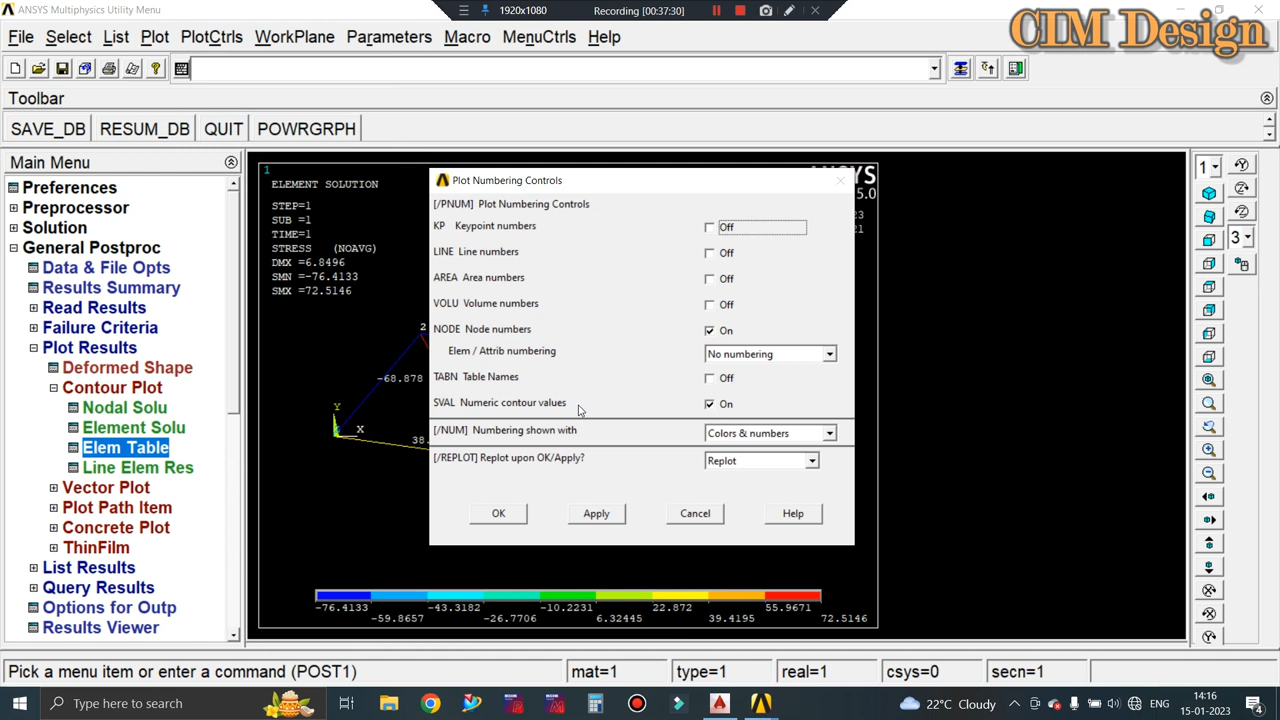 ANSYS Multiphysics Utility Menu
1920x1080
Recording [00:37:30]
CIM Design
File Select List Plot PlotCtrls WorkPlane Parameters Macro MenuCtrls Help
Toolbar
SAVE_DB RESUM_DB QUIT POWRGRPH
Main Menu
Preferences
Preprocessor
Solution
General Postproc
Data & File Opts
Results Summary
Read Results
Failure Criteria
Plot Results
Deformed Shape
Contour Plot
Nodal Solu
Element Solu
Elem Table
Line Elem Res
Vector Plot
Plot Path Item
Concrete Plot
ThinFilm
List Results
Query Results
Options for Outp
Results Viewer
1
ELEMENT SOLUTION
STEP=1
SUB =1
TIME=1
STRESS (NOAVG)
DMX =6.8496
SMN =-76.4133
SMX =72.5146
2
-68.878
Y
X
38.
Plot Numbering Controls
[/PNUM] Plot Numbering Controls
KP Keypoint numbers Off
LINE Line numbers Off
AREA Area numbers Off
VOLU Volume numbers Off
NODE Node numbers On
Elem / Attrib numbering No numbering
TABN Table Names Off
SVAL Numeric contour values On
[/NUM] Numbering shown with Colors & numbers
[/REPLOT] Replot upon OK/Apply? Replot
OK Apply Cancel Help
5.0
23
21
-76.4133 -43.3182 -10.2231 22.872 55.9671
-59.8657 -26.7706 6.32445 39.4195 72.5146
1
3
Pick a menu item or enter a command (POST1) mat=1 type=1 real=1 csys=0 secn=1
Type here to search
22°C Cloudy
ENG
14:16
15-01-2023
4